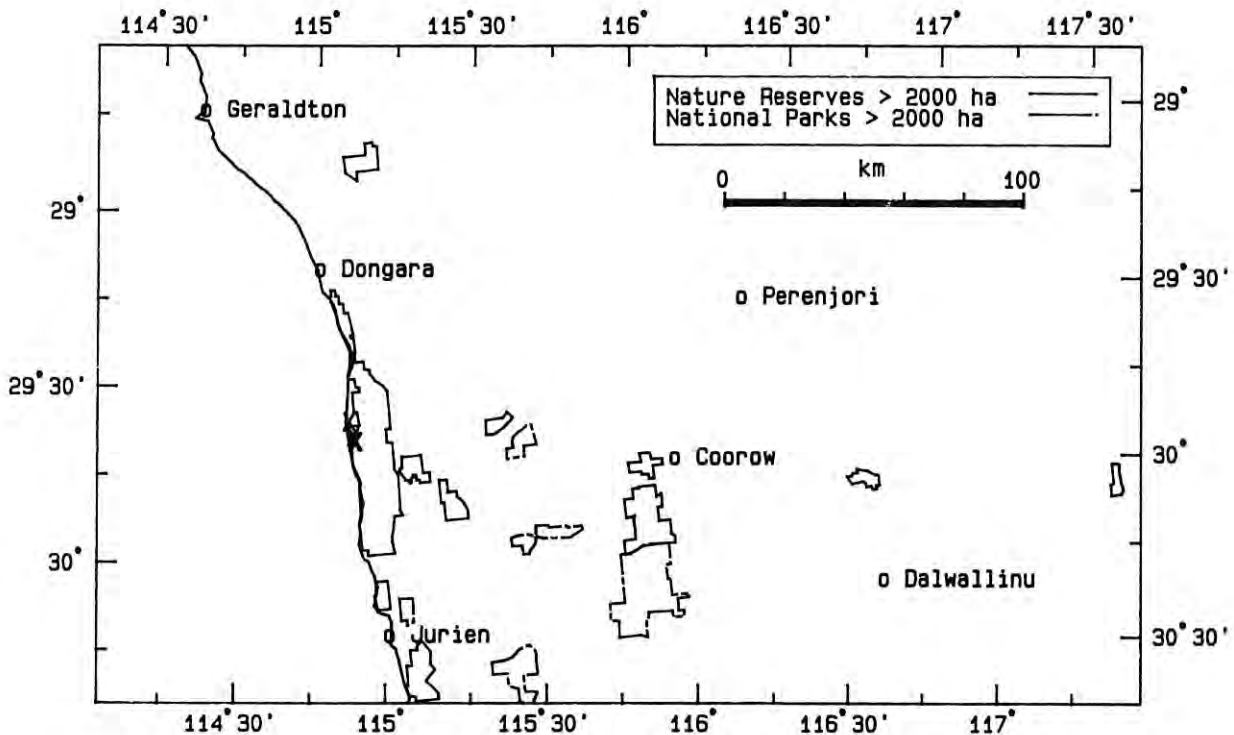 114°30' 115° 115°30' 116° 116°30' 117° 117°30'
Nature Reserves > 2000 ha
National Parks > 2000 ha
29°
Geraldton
km
0 100
29°
Dongara
29°30'
Perenjori
29°30'
Coorow
30°
30°
Dalwallinu
Jurien
30°30'
114°30' 115° 115°30' 116° 116°30' 117°